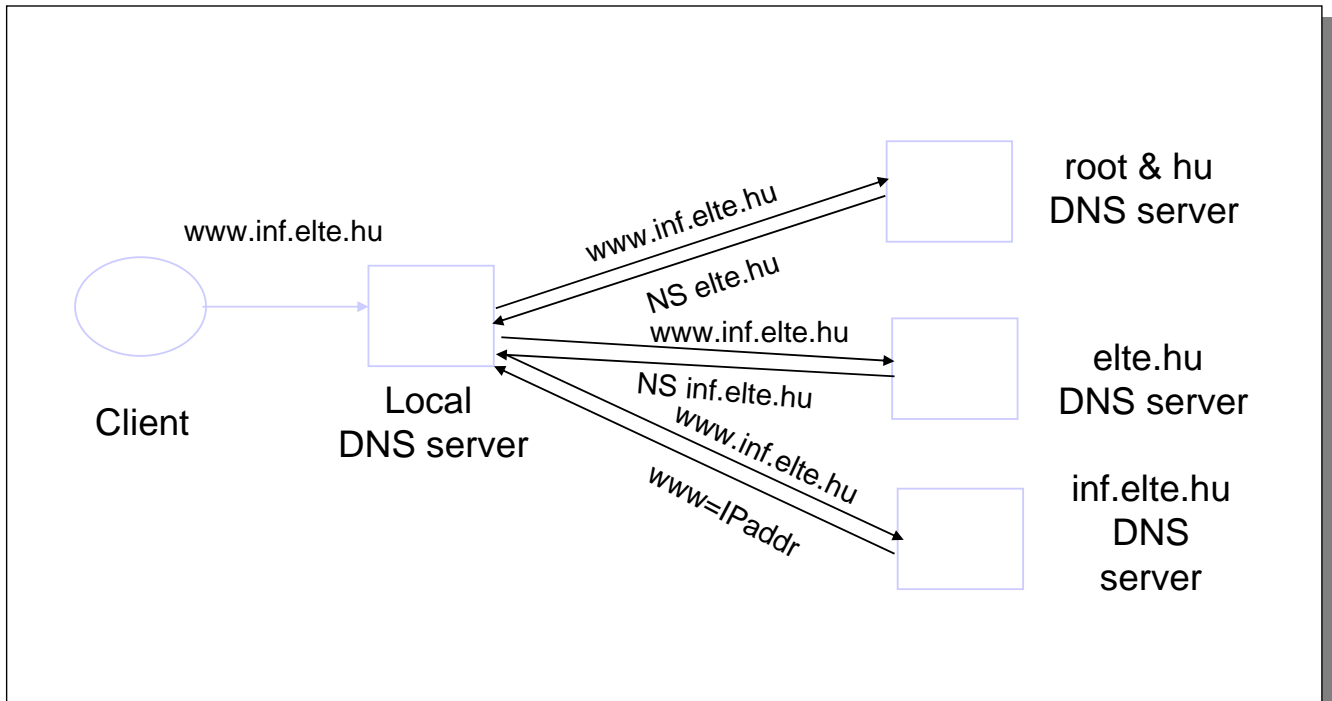 www.inf.elte.hu
Client
Local
DNS server
www.inf.elte.hu
NS elte.hu
www.inf.elte.hu
NS inf.elte.hu
www.inf.elte.hu
www=IPaddr
root & hu
DNS server
elte.hu
DNS server
inf.elte.hu
DNS
server